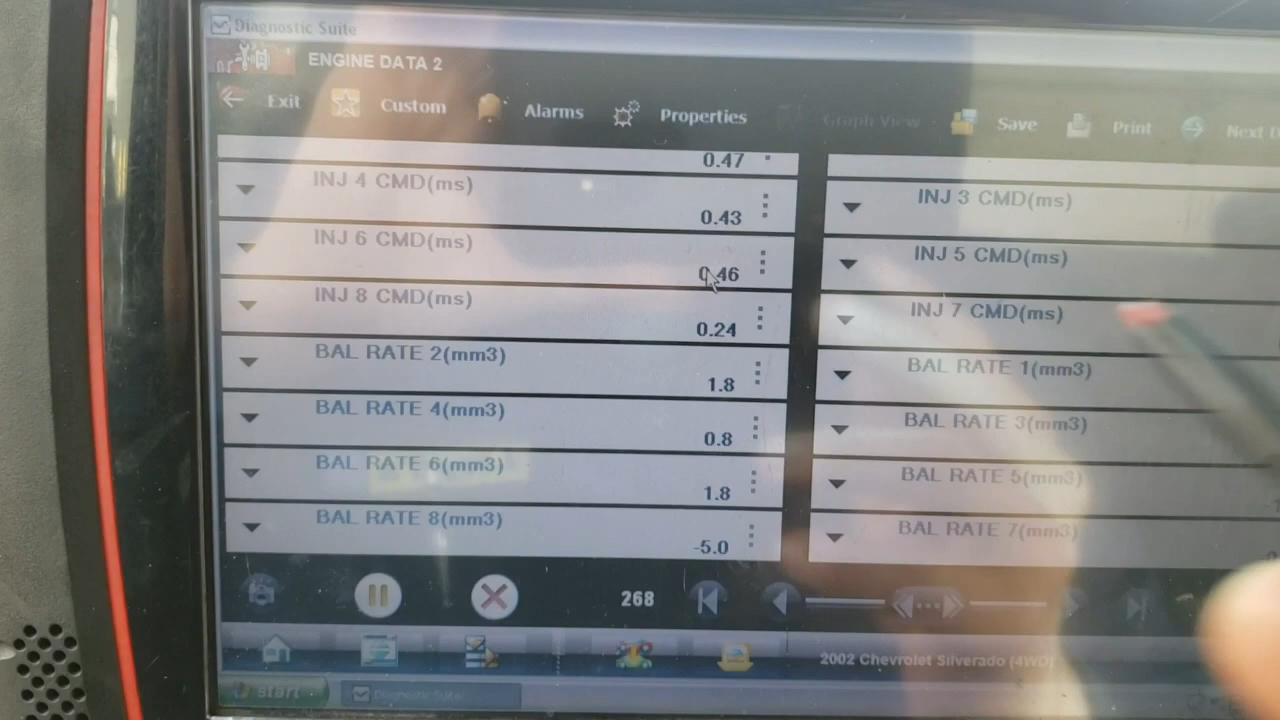 Diagnostic Suite
ENGINE DATA 2
Exit Custom Alarms Properties Graph View Save Print Next
0.47
INJ 4 CMD(ms)
0.43
INJ 3 CMD(ms)
INJ 6 CMD(ms)
0.46
INJ 5 CMD(ms)
INJ 8 CMD(ms)
0.24
INJ 7 CMD(ms)
BAL RATE 2(mm3)
1.8
BAL RATE 1(mm3)
BAL RATE 4(mm3)
0.8
BAL RATE 3(mm3)
BAL RATE 6(mm3)
1.8
BAL RATE 5(mm3)
BAL RATE 8(mm3)
-5.0
BAL RATE 7(mm3)
268
2002 Chevrolet Silverado (4WD)
start Diagnostic Suite